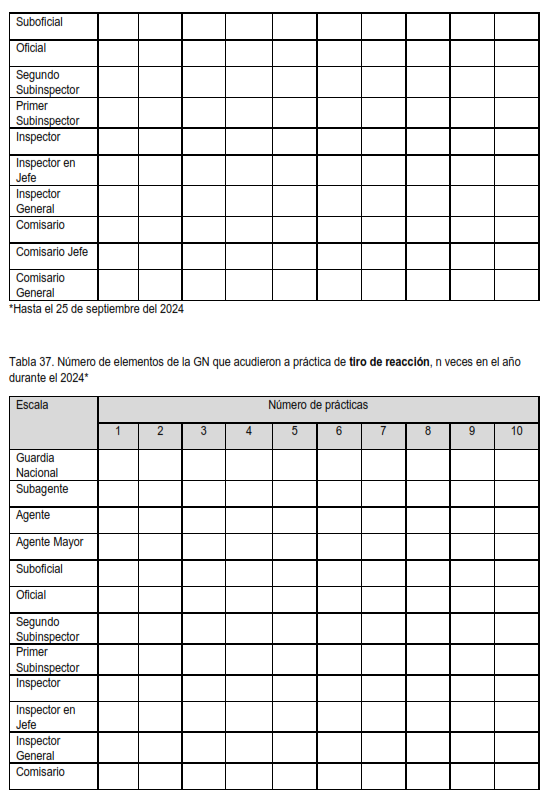 Suboficial
Oficial
Segundo
Subinspector
Primer
Subinspector
Inspector
Inspector en
Jefe
Inspector
General
Comisario
Comisario Jefe
Comisario
General
*Hasta el 25 de septiembre del 2024
Tabla 37. Número de elementos de la GN que acudieron a práctica de tiro de reacción, n veces en el año
durante el 2024*
Escala
Número de prácticas
1 2 3 4 5 6 7 8 9 10
Guardia
Nacional
Subagente
Agente
Agente Mayor
Suboficial
Oficial
Segundo
Subinspector
Primer
Subinspector
Inspector
Inspector en
Jefe
Inspector
General
Comisario